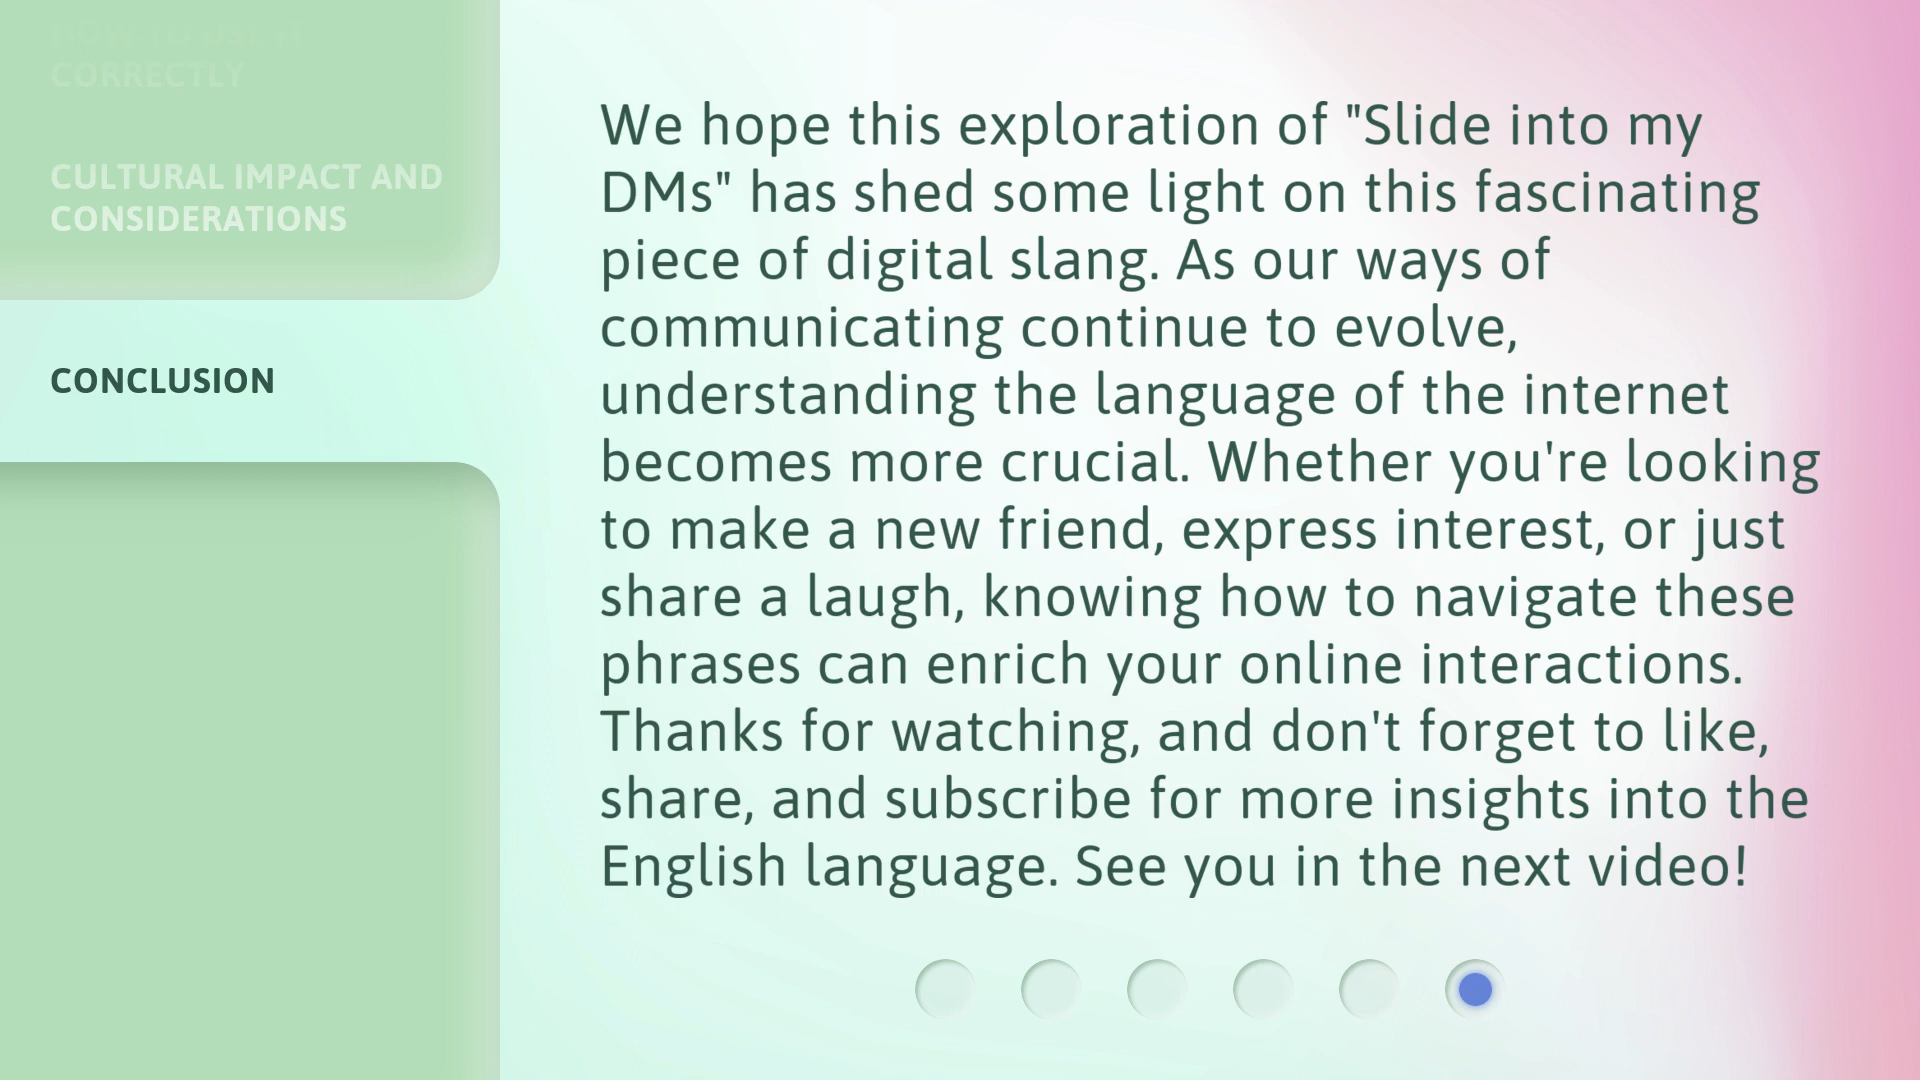 CORRECTLY
CULTURAL IMPACT AND
CONSIDERATIONS
CONCLUSION
We hope this exploration of "Slide into my
DMs" has shed some light on this fascinating
piece of digital slang. As our ways of
communicating continue to evolve,
understanding the language of the internet
becomes more crucial. Whether you're looking
to make a new friend, express interest, or just
share a laugh, knowing how to navigate these
phrases can enrich your online interactions.
Thanks for watching, and don't forget to like,
share, and subscribe for more insights into the
English language. See you in the next video!